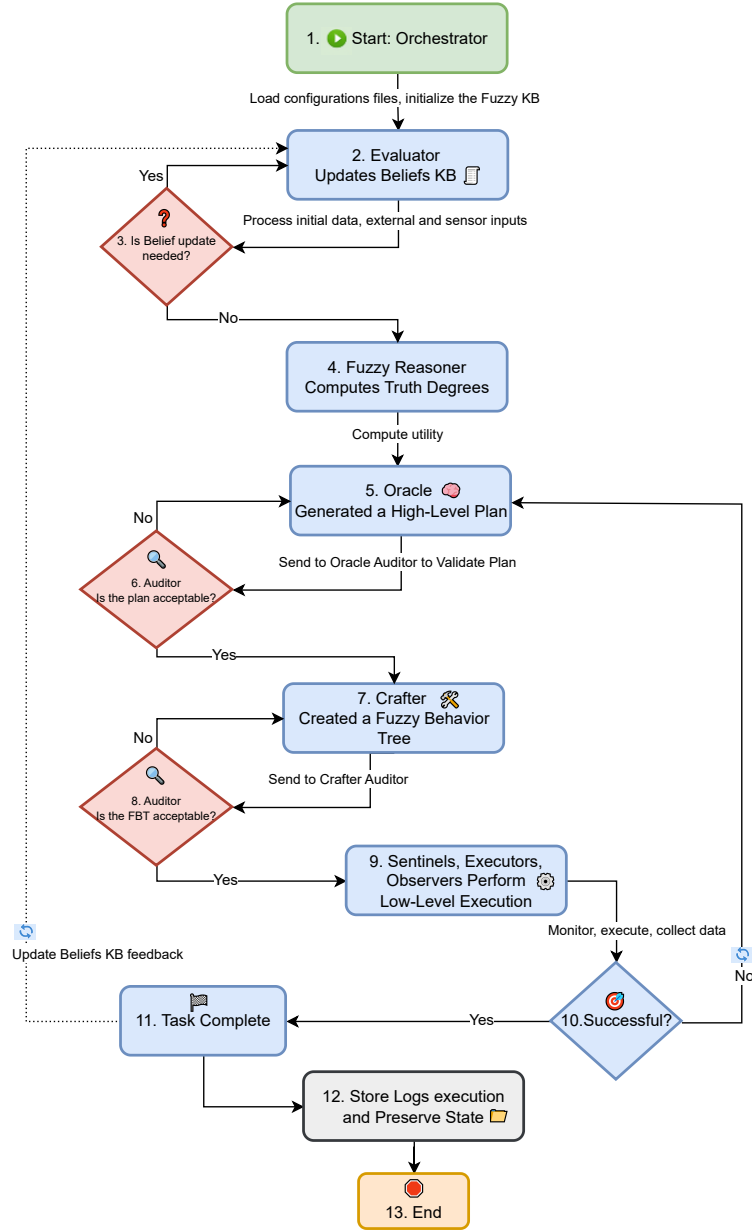 1. Start: Orchestrator
Load configurations files, initialize the Fuzzy KB
2. Evaluator
Updates Beliefs KB
Yes
Process initial data, external and sensor inputs
3. Is Belief update
needed?
No
4. Fuzzy Reasoner
Computes Truth Degrees
Compute utility
5. Oracle
Generated a High-Level Plan
No
Send to Oracle Auditor to Validate Plan
6. Auditor
Is the plan acceptable?
Yes
7. Crafter
Created a Fuzzy Behavior
Tree
No
Send to Crafter Auditor
8. Auditor
Is the FBT acceptable?
Yes
9. Sentinels, Executors,
Observers Perform
Low-Level Execution
Monitor, execute, collect data
Update Beliefs KB feedback
No
10.Successful?
Yes
11. Task Complete
12. Store Logs execution
and Preserve State
13. End